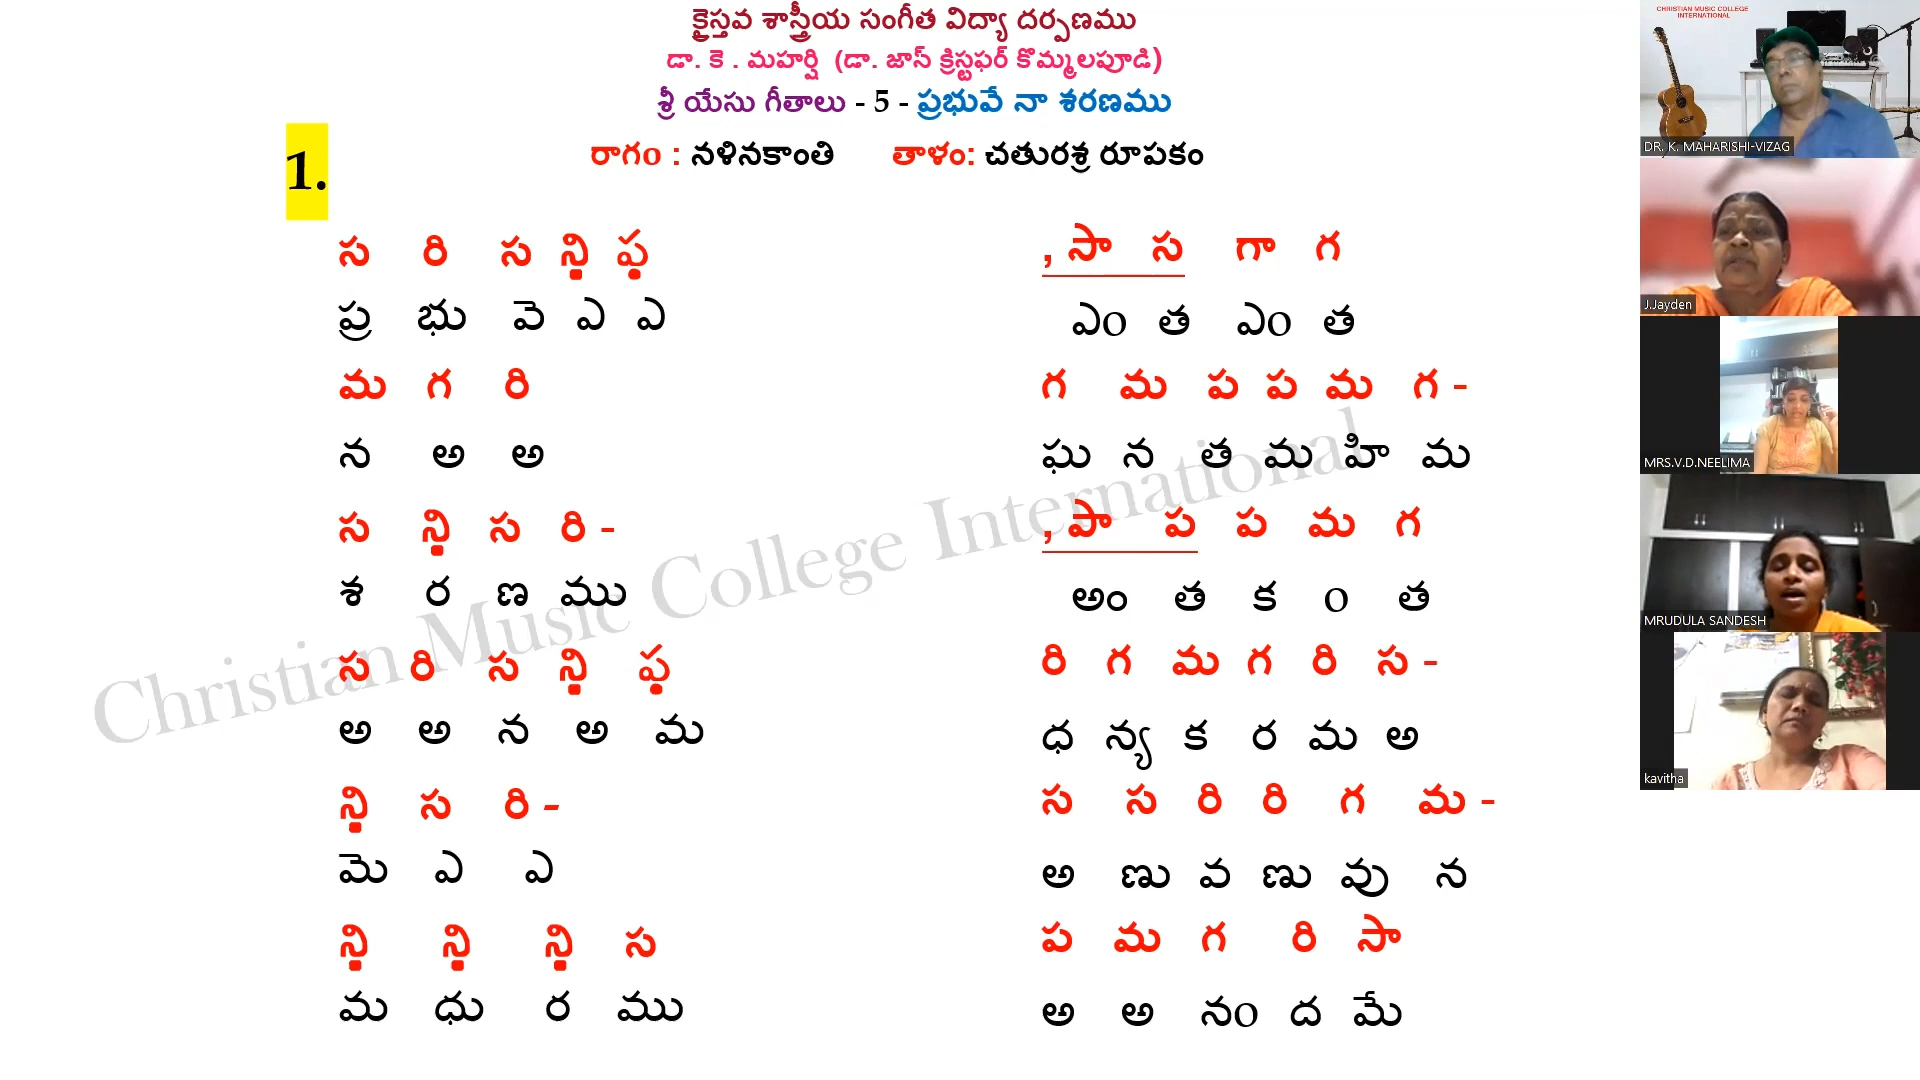 కైస్తవ శాస్త్రీయ సంగీత విద్యా దర్పణము
డా. కె . మహర్షి (డా. జాస్ క్రిస్టఫర్ కొమ్మలపూడి)
శ్రీ యేసు గీతాలు - 5 - ప్రభువే నా శరణము
రాగం : నళినకాంతి తాళం: చతురశ్ర రూపకం
1.
స రి స నిప
ప్ర భు వె ఎ ఎ
మ గ రి
న అ అ
స ని స రి -
శ ర ణ ము
స రి స ని ప
అ అ న అ మ
ని స రి -
మె ఎ ఎ
ని ని ని స
మ ధు ర ము
, సా స గా గ
ఎం త ఎం త
గ మ ప ప మ గ -
ఘ న త మ హి మ
, పా ప ప మ గ
అం త క ం త
రి గ మ గ రి స -
ధ న్య క ర మ అ
స స రి రి గ మ -
అ ణు వ ణు వు న
ప మ గ రి సా
అ అ నం ద మే
Christian Music College International
CHRISTIAN MUSIC COLLEGE
INTERNATIONAL
DR. K. MAHARISHI-VIZAG
J.Jayden
MRS.V.D.NEELIMA
MRUDULA SANDESH
kavitha